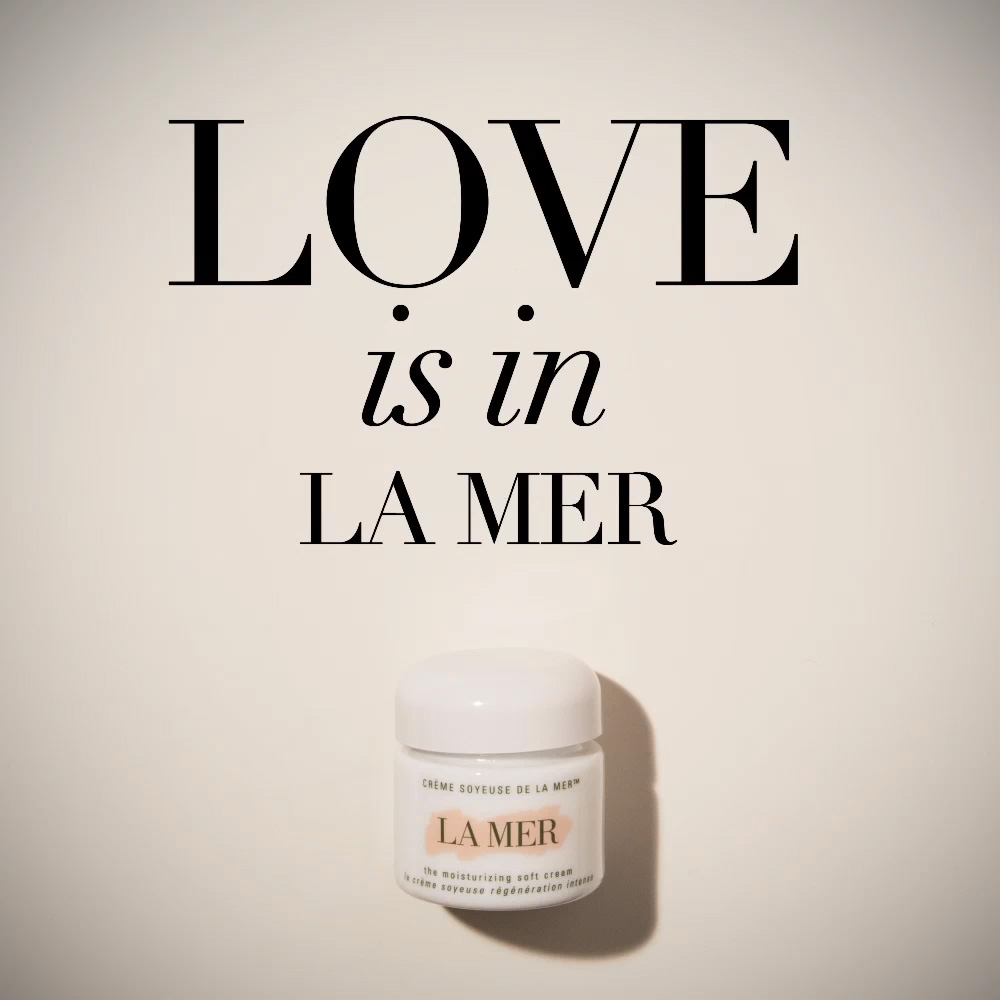 LOVE
is in
LA MER
CRÈME SOYEUSE DE LA MER™
LA MER
the moisturizing soft cream
la crème soyeuse régénération intense